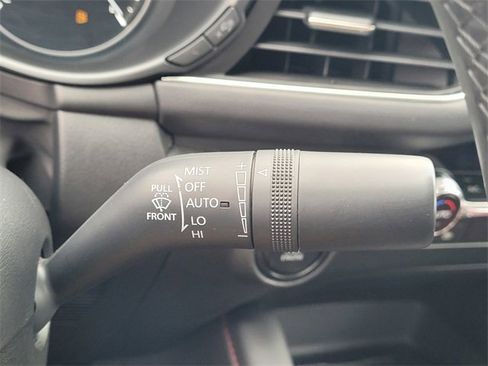 MIST
PULL OFF
AUTO
FRONT LO
HI